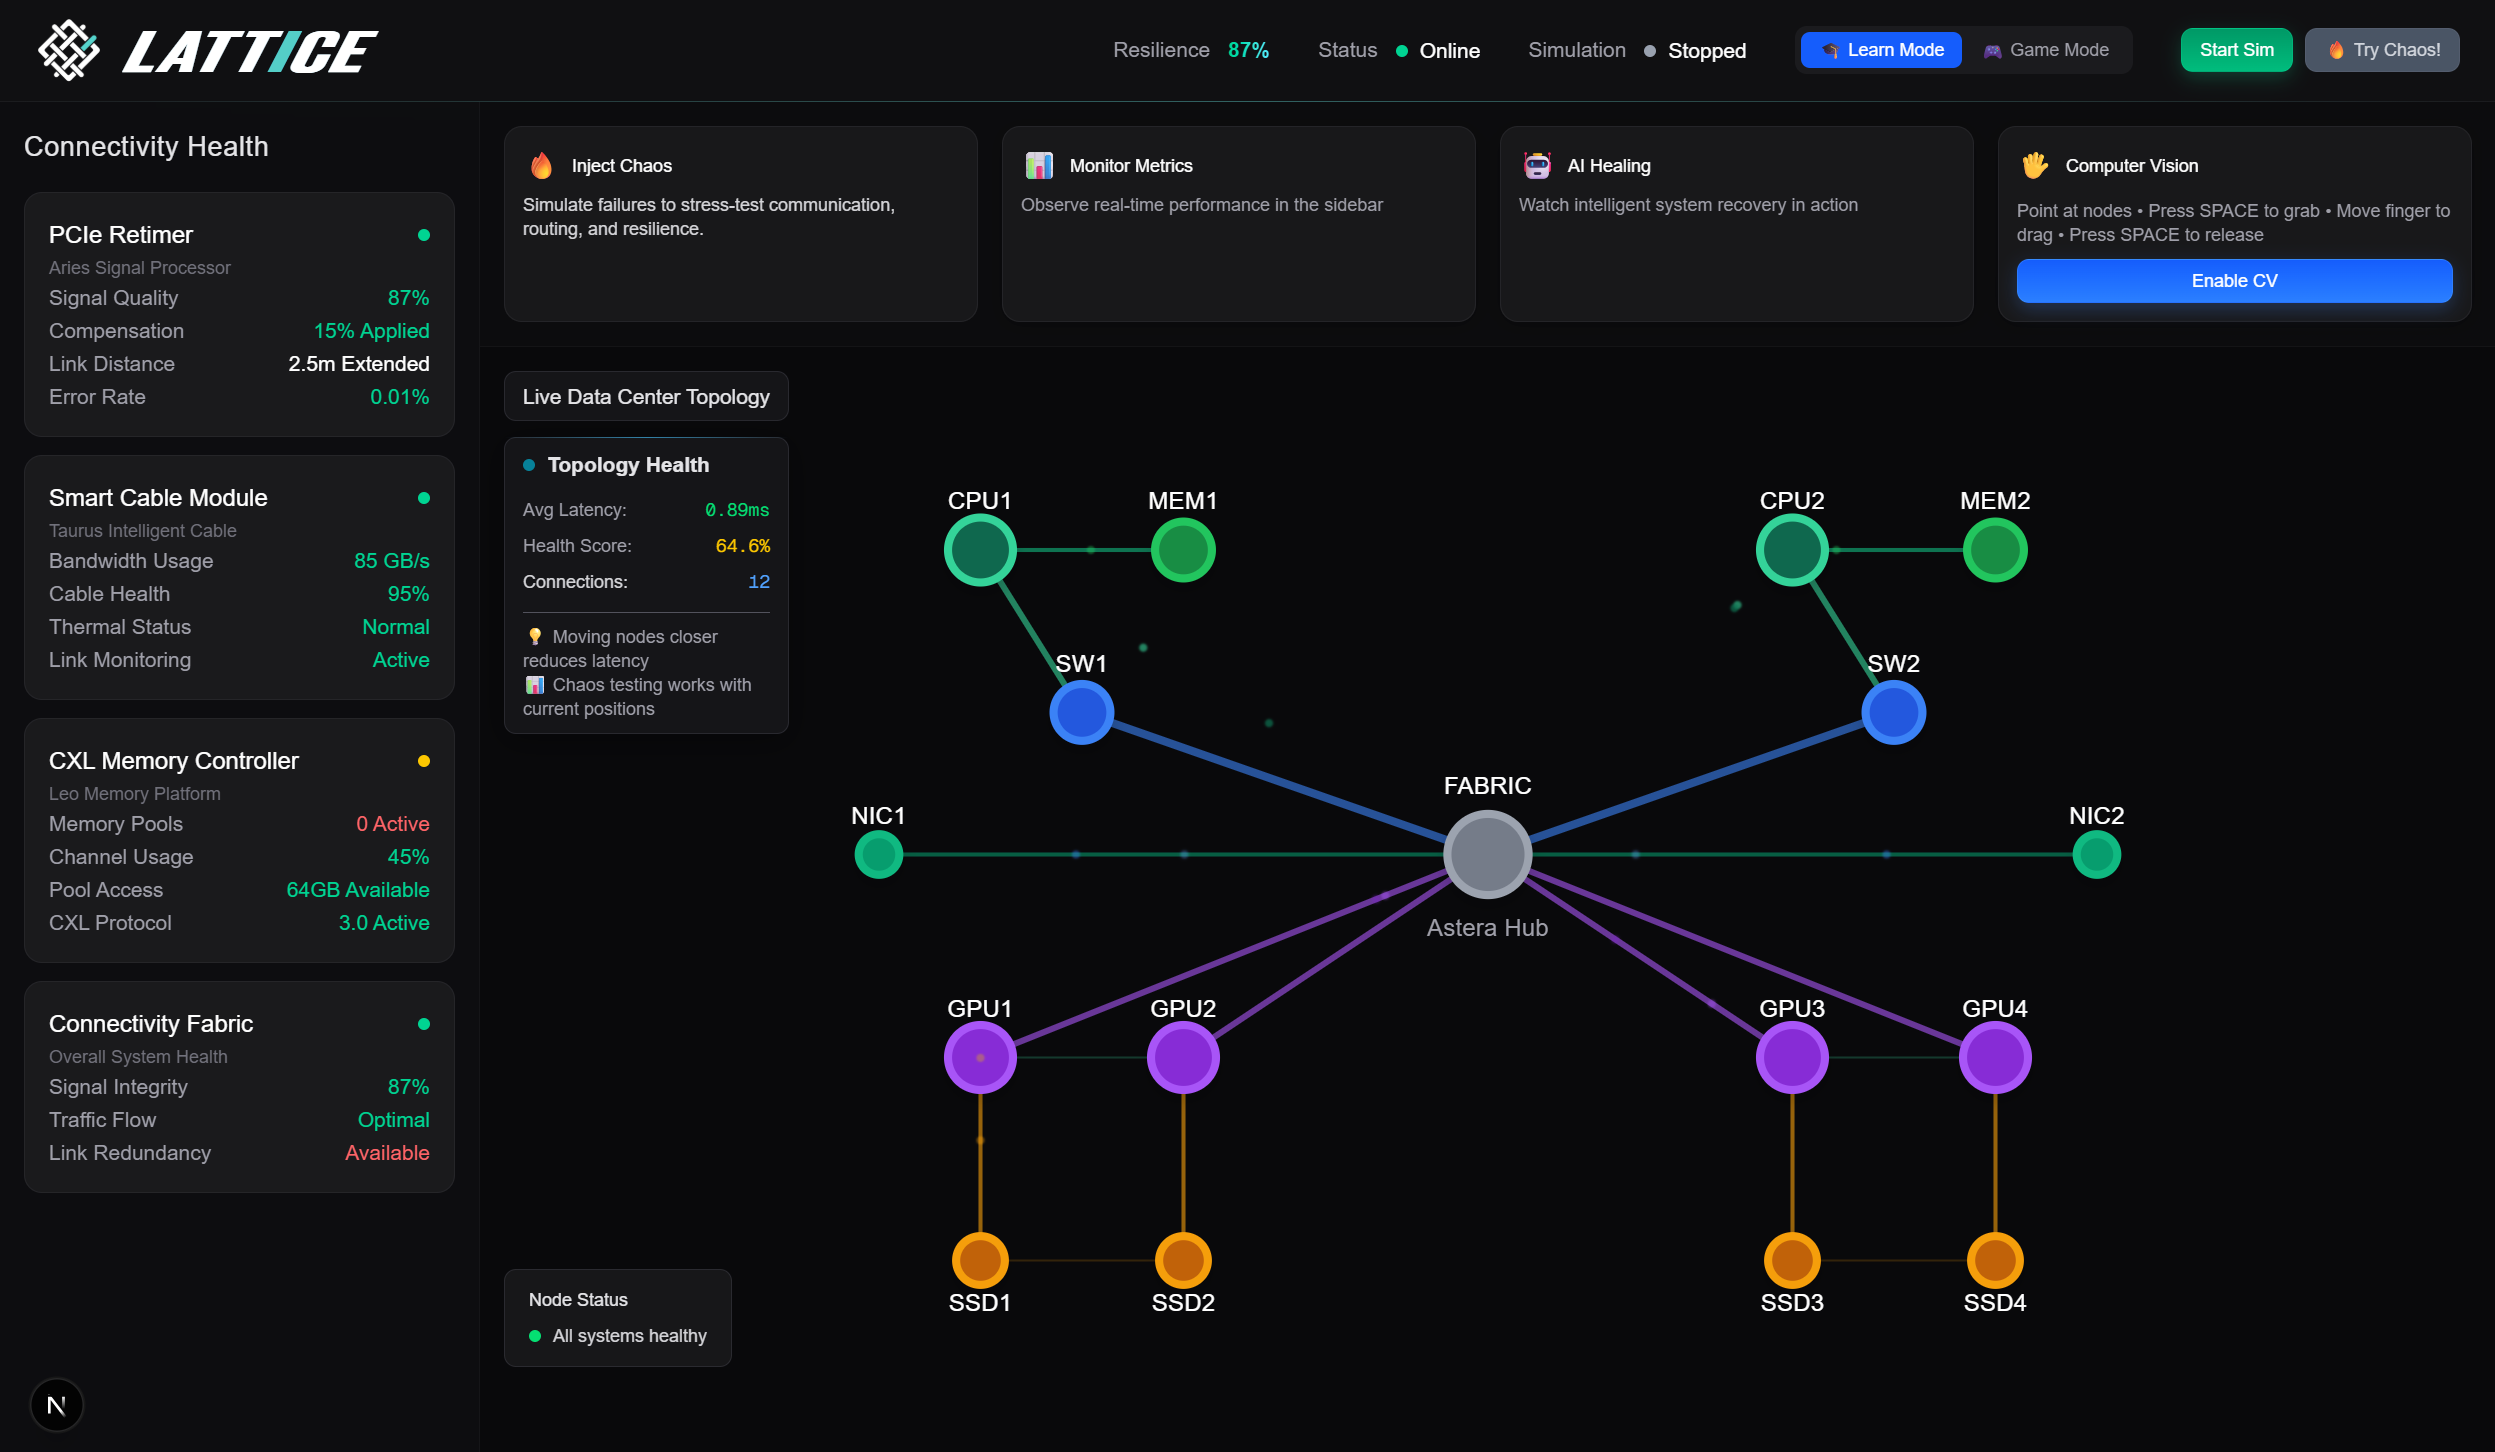 LATTICE
Resilience 87% Status Online Simulation Stopped Learn Mode Game Mode Start Sim Try Chaos!
Connectivity Health
PCIe Retimer
Aries Signal Processor
Signal Quality 87%
Compensation 15% Applied
Link Distance 2.5m Extended
Error Rate 0.01%
Smart Cable Module
Taurus Intelligent Cable
Bandwidth Usage 85 GB/s
Cable Health 95%
Thermal Status Normal
Link Monitoring Active
CXL Memory Controller
Leo Memory Platform
Memory Pools 0 Active
Channel Usage 45%
Pool Access 64GB Available
CXL Protocol 3.0 Active
Connectivity Fabric
Overall System Health
Signal Integrity 87%
Traffic Flow Optimal
Link Redundancy Available
N
Inject Chaos
Simulate failures to stress-test communication,
routing, and resilience.
Monitor Metrics
Observe real-time performance in the sidebar
AI Healing
Watch intelligent system recovery in action
Computer Vision
Point at nodes • Press SPACE to grab • Move finger to
drag • Press SPACE to release
Enable CV
Live Data Center Topology
Topology Health
Avg Latency: 0.89ms
Health Score: 64.6%
Connections: 12
Moving nodes closer
reduces latency
Chaos testing works with
current positions
CPU1 MEM1 CPU2 MEM2
SW1 SW2
FABRIC
NIC1 NIC2
Astera Hub
GPU1 GPU2 GPU3 GPU4
SSD1 SSD2 SSD3 SSD4
Node Status
All systems healthy